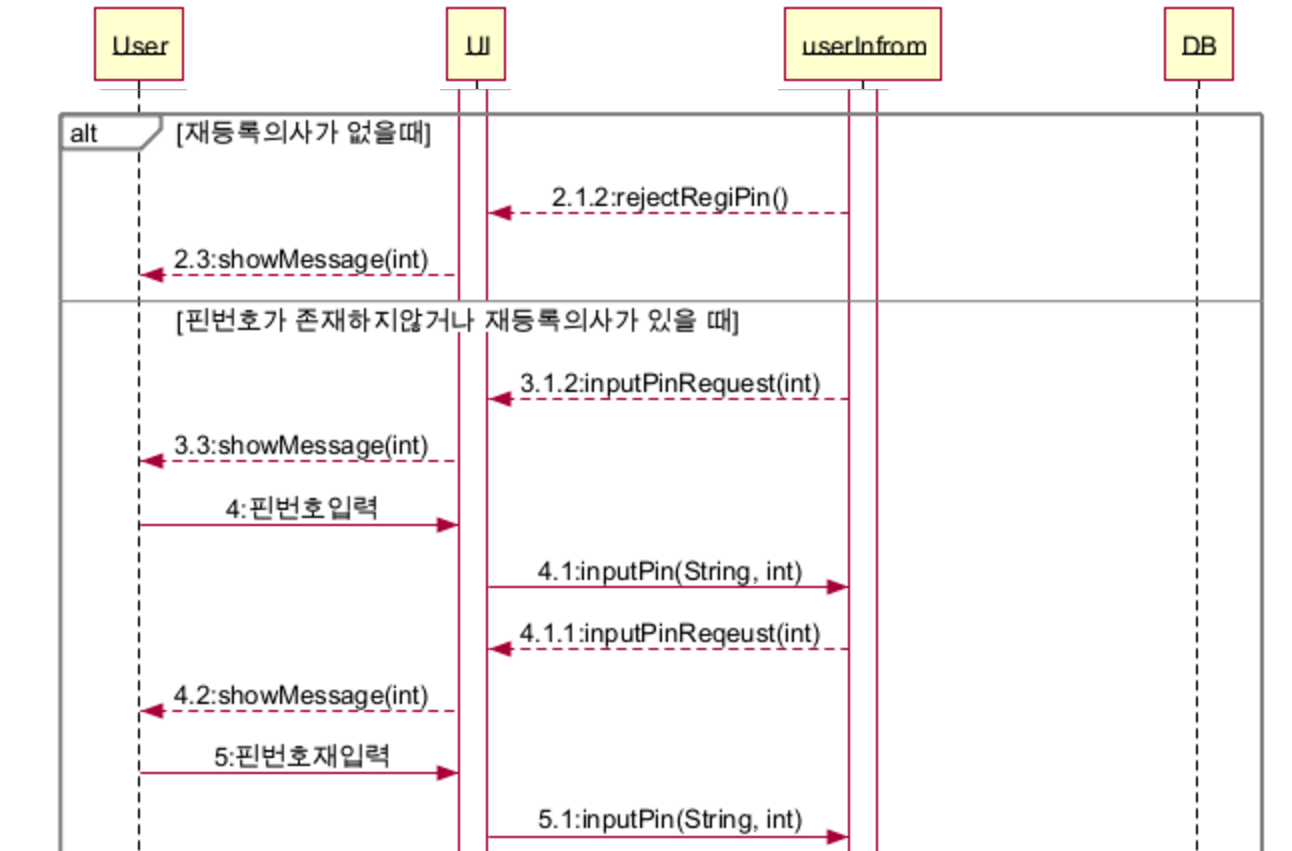 User
UI
userInfrom
DB
alt
[재등록의사가 없을때]
2.1.2:rejectRegiPin()
2.3:showMessage(int)
[핀번호가 존재하지않거나 재등록의사가 있을 때]
3.1.2:inputPinRequest(int)
3.3:showMessage(int)
4:핀번호입력
4.1:inputPin(String, int)
4.1.1:inputPinReqeust(int)
4.2:showMessage(int)
5:핀번호재입력
5.1:inputPin(String, int)